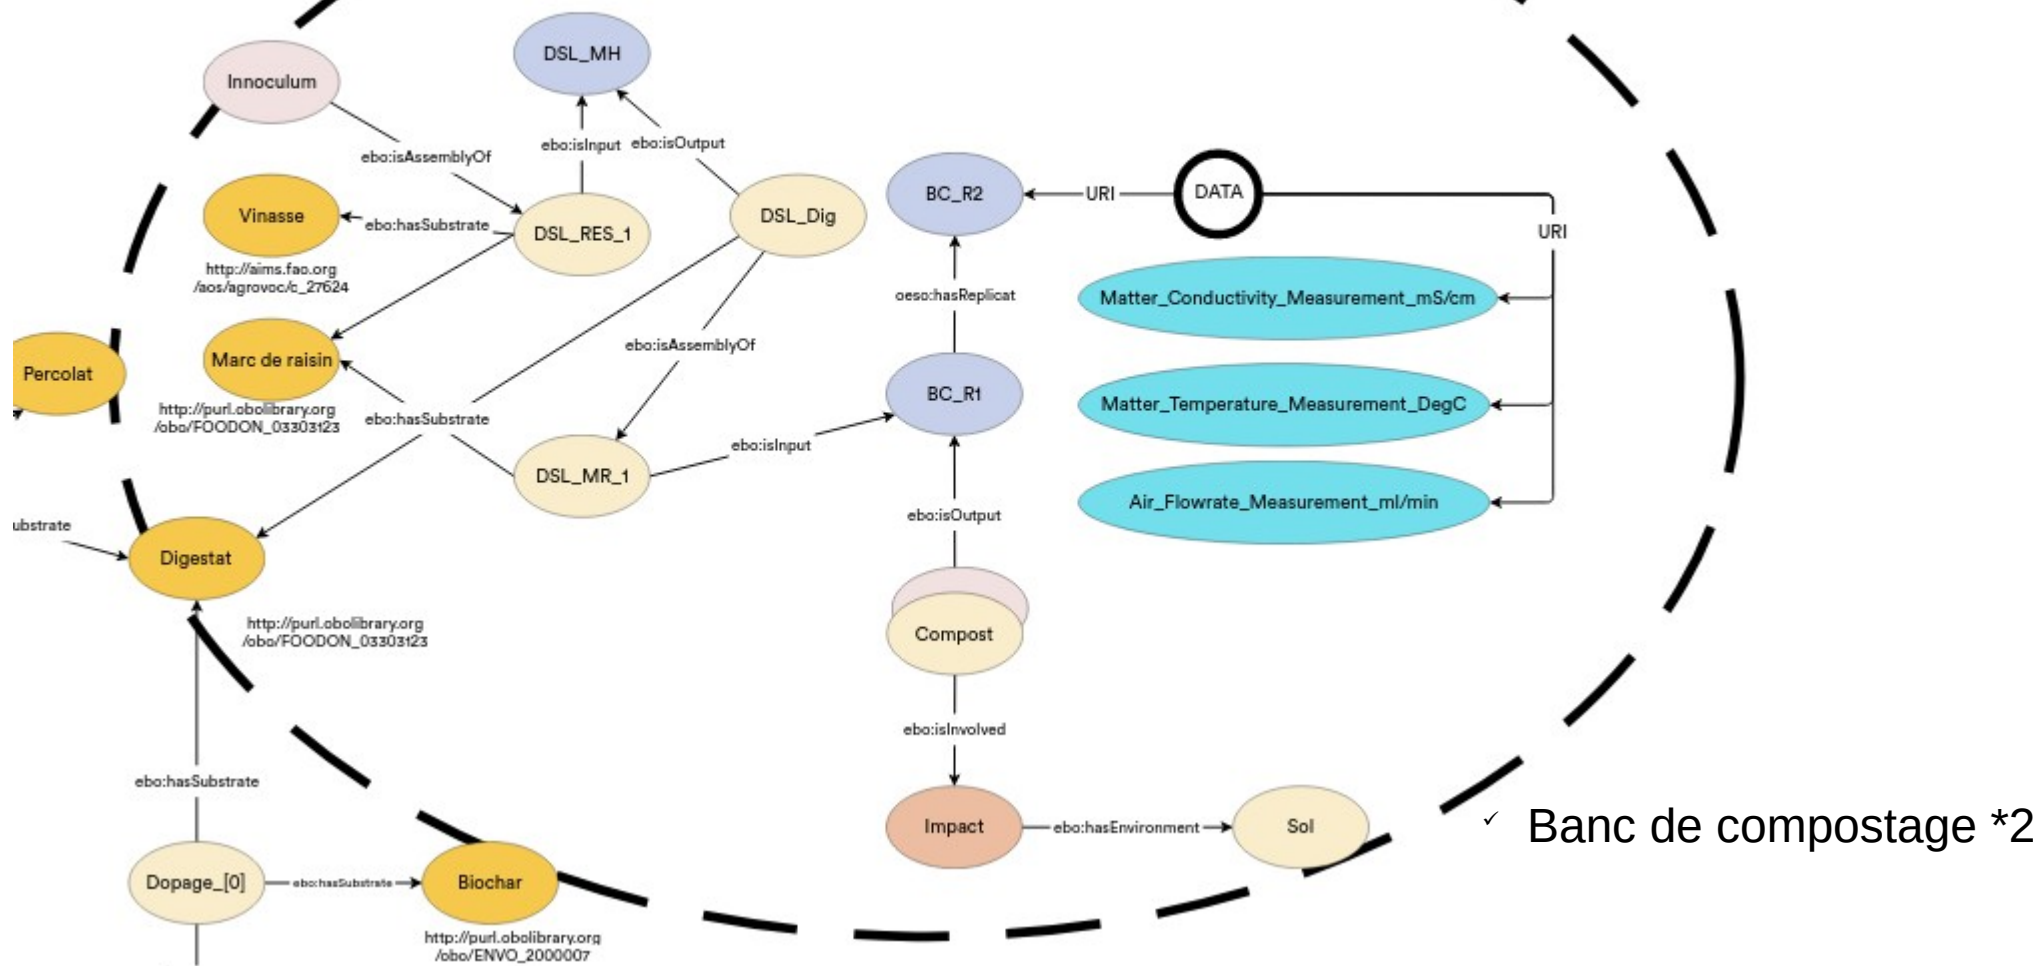 DSL_MH
Innoculum
ebo:isInput
ebo:isOutput
ebo:isAssemblyOf
Vinasse
ebo:hasSubstrate
DSL_RES_1
DSL_Dig
BC_R2
URI
DATA
URI
http://aims.fao.org
/aos/agrovoc/c_27624
oeso:hasReplicat
Matter_Conductivity_Measurement_mS/cm
Percolat
Marc de raisin
ebo:isAssemblyOf
http://purl.obolibrary.org
/obo/FOODON_03303123
ebo:hasSubstrate
BC_R1
Matter_Temperature_Measurement_DegC
ebo:isInput
DSL_MR_1
Air_Flowrate_Measurement_ml/min
ebo:isOutput
ubstrate
Digestat
http://purl.obolibrary.org
/obo/FOODON_03303123
Compost
ebo:isInvolved
ebo:hasSubstrate
Impact
ebo:hasEnvironment
Sol
✓ Banc de compostage *2
Dopage_[0]
ebo:hasSubstrate
Biochar
http://purl.obolibrary.org
/obo/ENVO_2000007